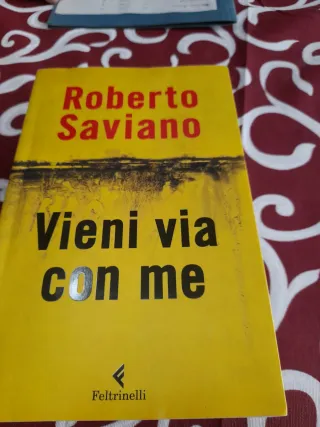 Roberto
Saviano
Vieni via
con me
Feltrinelli